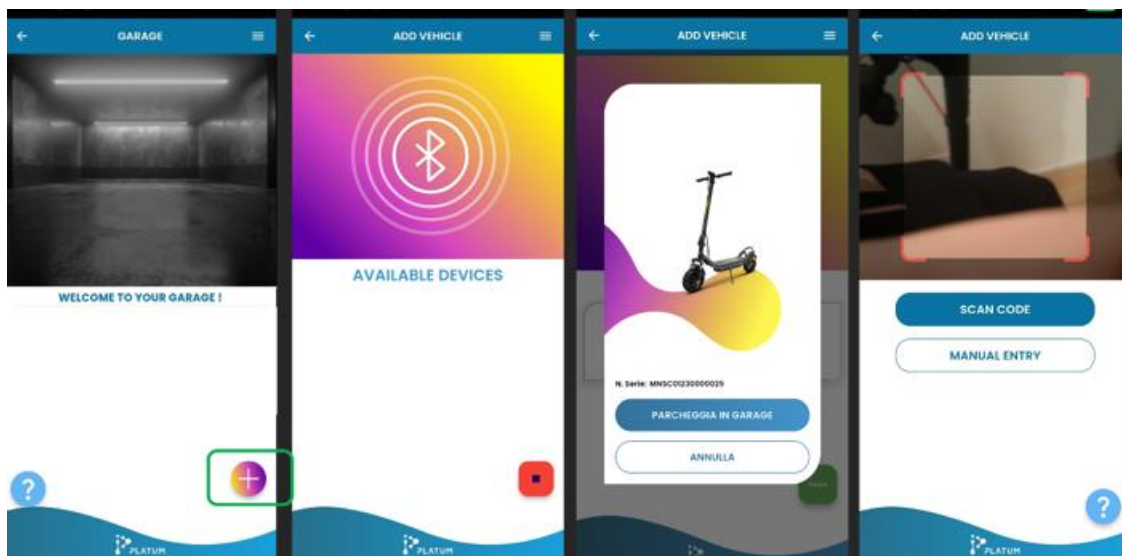 GARAGE
WELCOME TO YOUR GARAGE !
?
PLATUM
ADD VEHICLE
AVAILABLE DEVICES
PLATUM
ADD VEHICLE
N. Serie: MNSC01230000025
PARCHEGGIA IN GARAGE
ANNULLA
ADD VEHICLE
SCAN CODE
MANUAL ENTRY
?
PLATUM